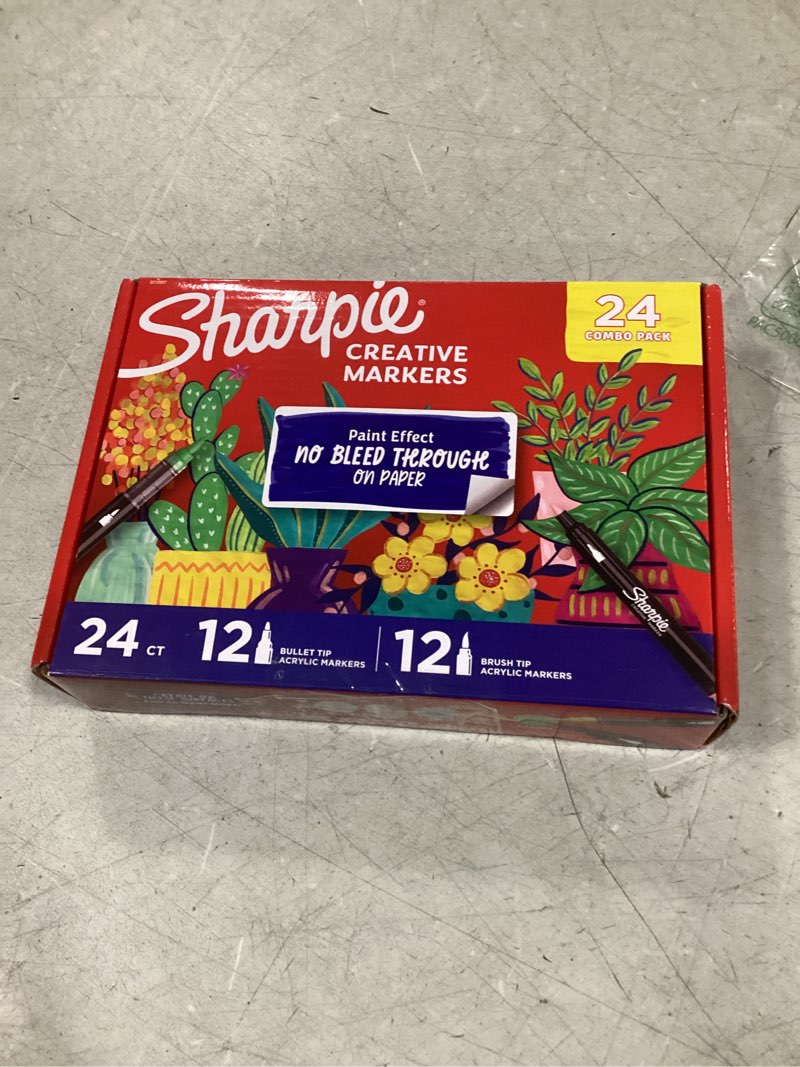 Sharpie®
CREATIVE
MARKERS
24
COMBO PACK
Paint Effect
NO BLEED THROUGH
ON PAPER
Sharpie
24 CT
12
BULLET TIP
ACRYLIC MARKERS
12
BRUSH TIP
ACRYLIC MARKERS